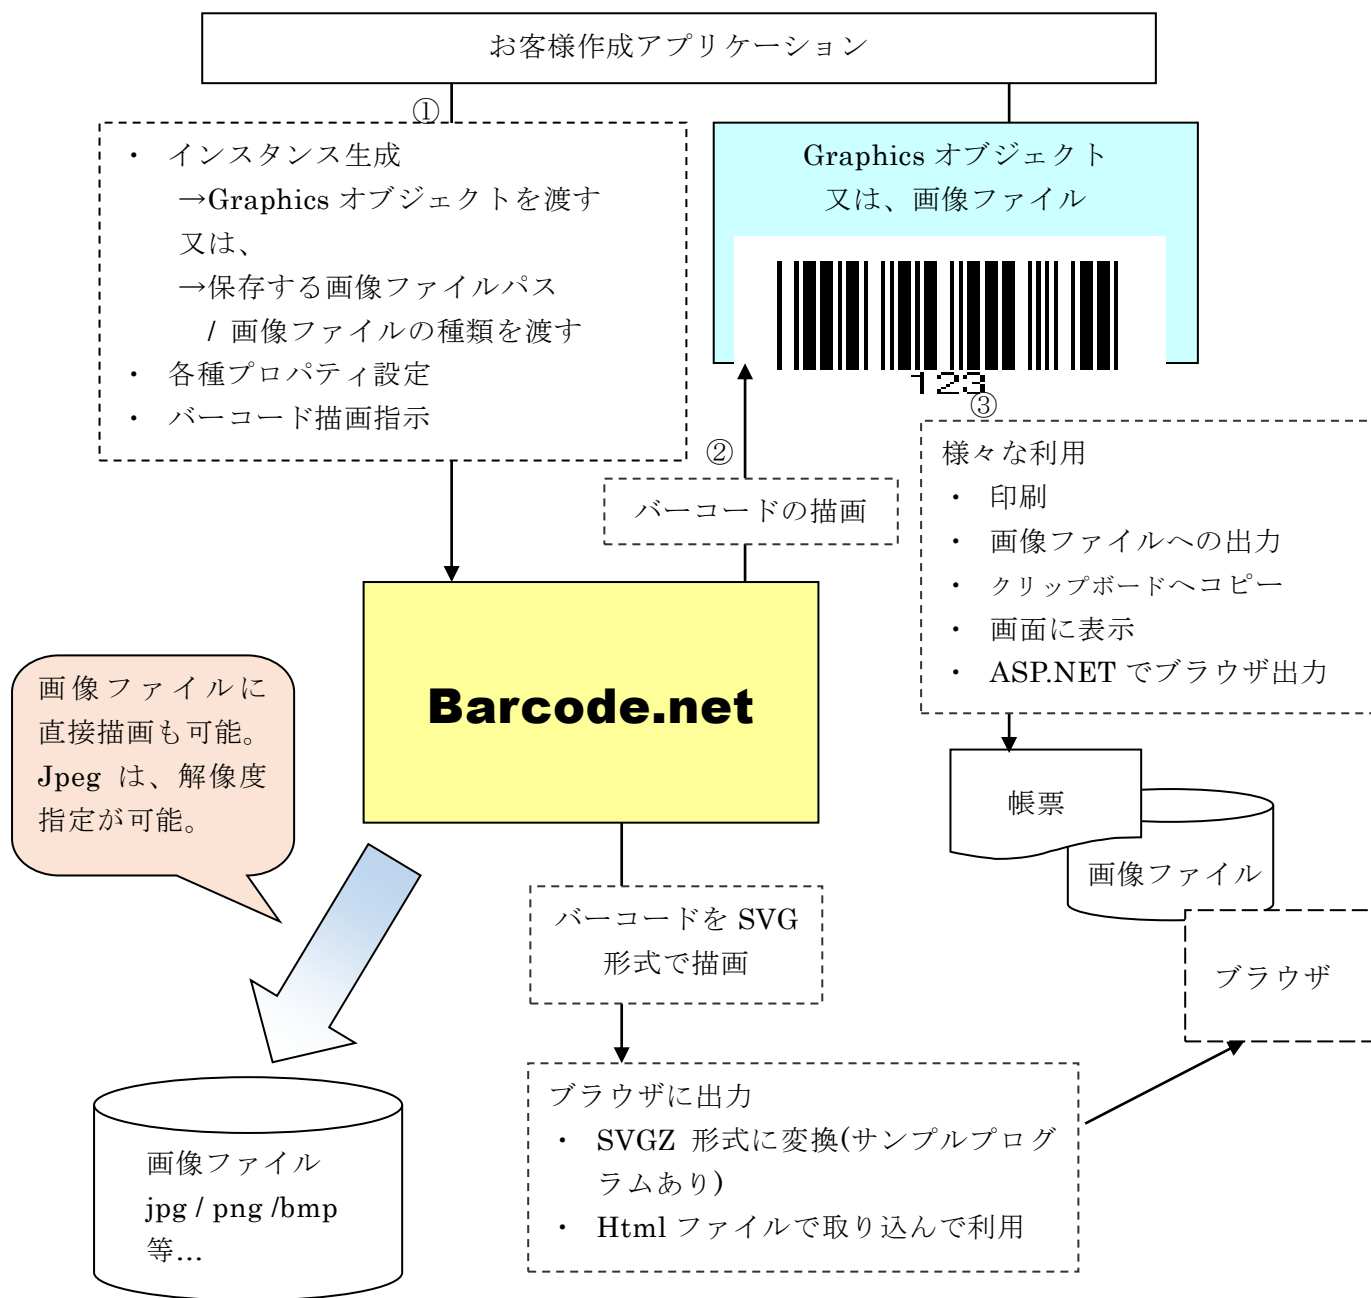 お客様作成アプリケーション
①
・ インスタンス生成
→Graphics オブジェクトを渡す
又は、
→保存する画像ファイルパス
/ 画像ファイルの種類を渡す
・ 各種プロパティ設定
・ バーコード描画指示
Graphics オブジェクト
又は、画像ファイル
123
③
②
バーコードの描画
様々な利用
・ 印刷
・ 画像ファイルへの出力
・ クリップボードへコピー
・ 画面に表示
・ ASP.NET でブラウザ出力
Barcode.net
画像ファイルに
直接描画も可能。
Jpeg は、解像度
指定が可能。
帳票
画像ファイル
ブラウザ
バーコードを SVG
形式で描画
ブラウザに出力
・ SVGZ 形式に変換(サンプルプログ
ラムあり)
・ Html ファイルで取り込んで利用
画像ファイル
jpg / png /bmp
等…